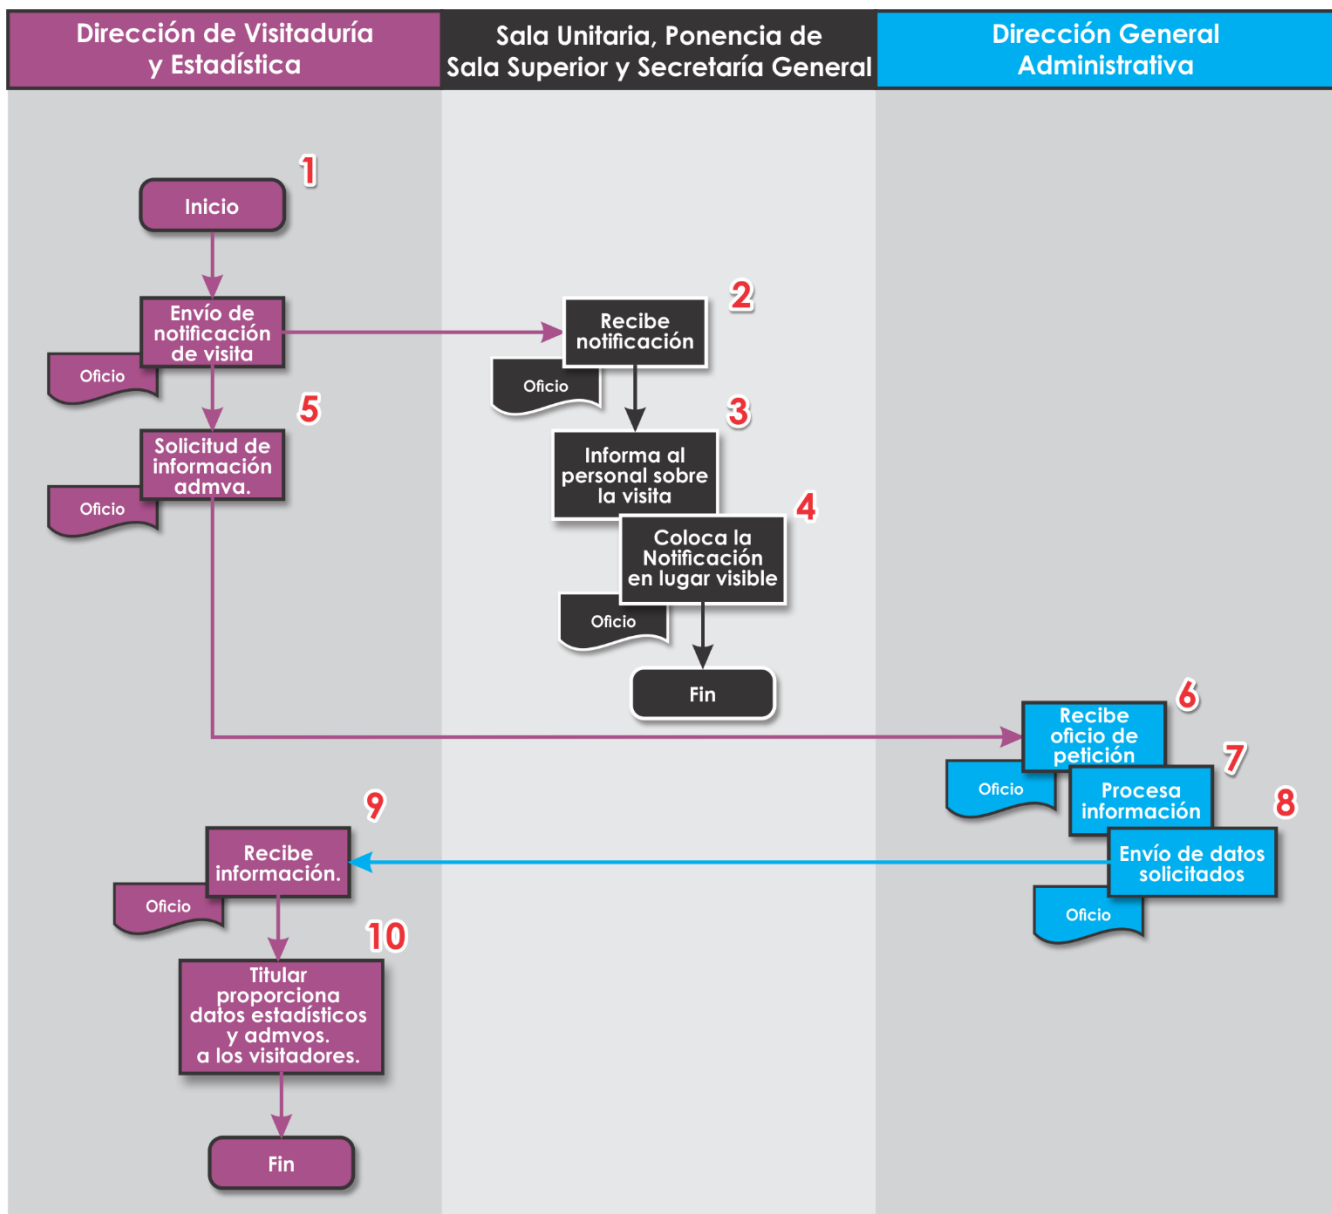 Dirección de Visitaduría
y Estadística
Sala Unitaria, Ponencia de
Sala Superior y Secretaría General
Dirección General
Administrativa
1
Inicio
Envío de
notificación
de visita
Oficio
2
Recibe
notificación
Oficio
3
Informa al
personal sobre
la visita
4
Coloca la
Notificación
en lugar visible
Oficio
Fin
5
Solicitud de
información
admva.
Oficio
6
Recibe
oficio de
petición
Oficio
7
Procesa
información
8
Envío de datos
solicitados
Oficio
9
Recibe
información.
Oficio
10
Titular
proporciona
datos estadísticos
y admvos.
a los visitadores.
Fin